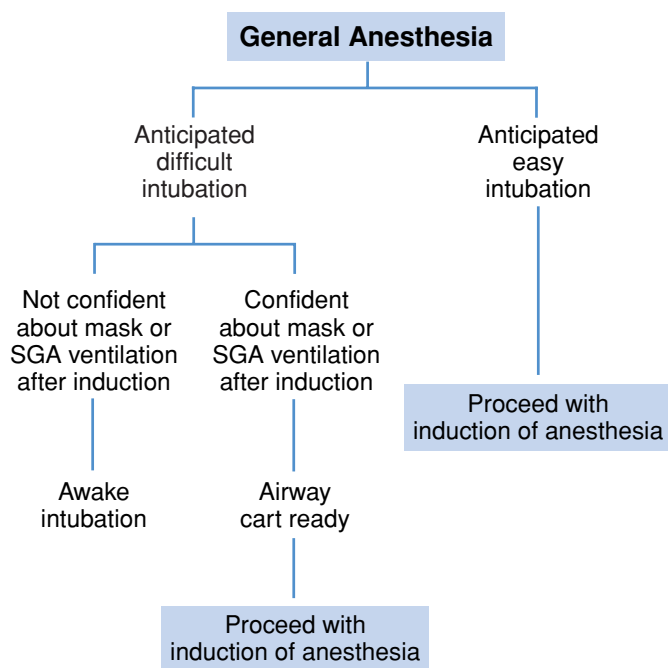 General Anesthesia
Anticipated
difficult
intubation
Anticipated
easy
intubation
Not confident
about mask or
SGA ventilation
after induction
Confident
about mask or
SGA ventilation
after induction
Proceed with
induction of anesthesia
Awake
intubation
Airway
cart ready
Proceed with
induction of anesthesia